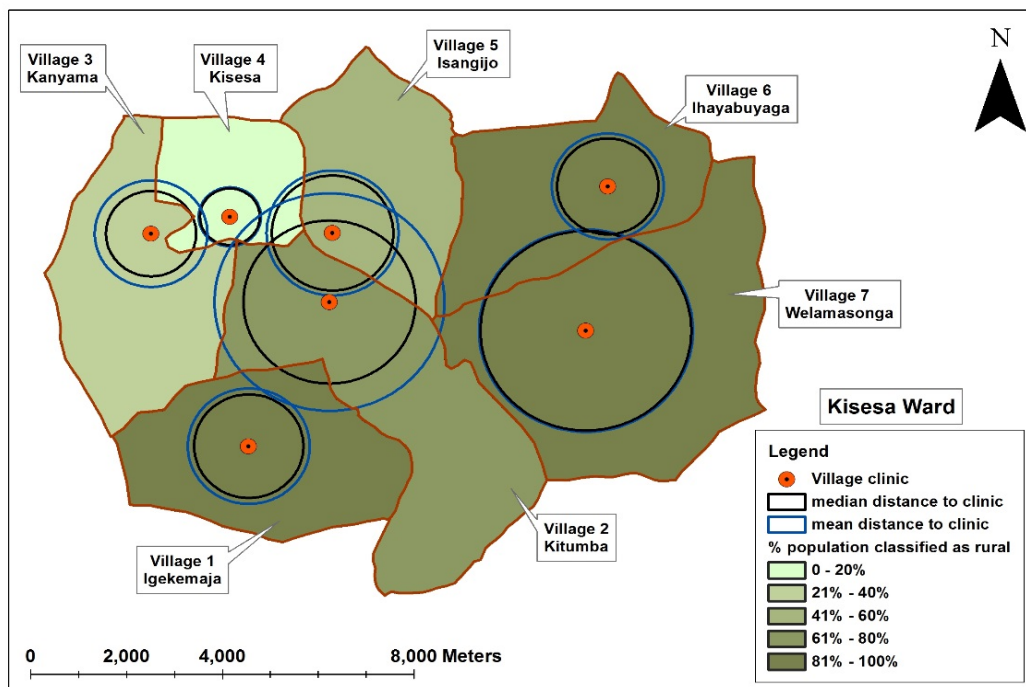 Village 3
Kanyama
Village 4
Kisesa
Village 5
Isangijo
Village 6
Ihayabuyaga
N
Village 7
Welamasonga
Village 2
Kitumba
Village 1
Igekemaja
Kisesa Ward
Legend
Village clinic
median distance to clinic
mean distance to clinic
% population classified as rural
0 - 20%
21% - 40%
41% - 60%
61% - 80%
81% - 100%
0 2,000 4,000 8,000 Meters